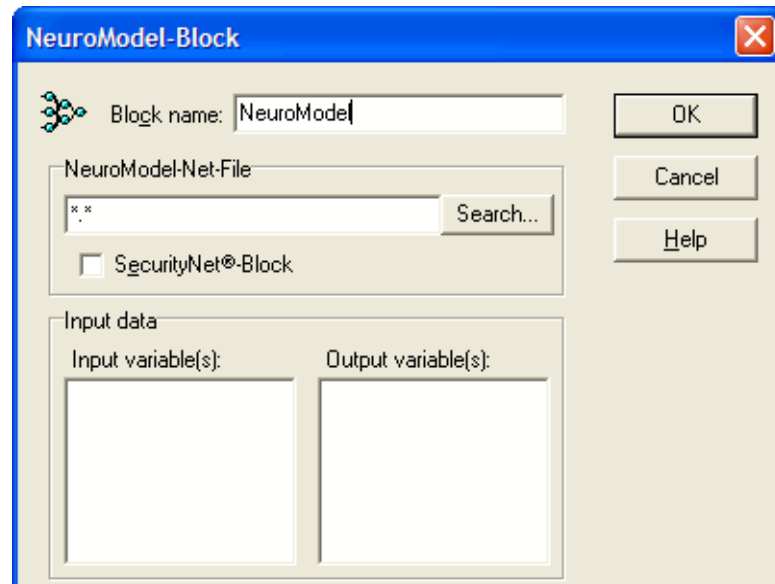 NeuroModel-Block
Block name: NeuroModel
OK
NeuroModel-Net-File
Cancel
*.* Search...
Help
SecurityNet®-Block
Input data
Input variable(s): Output variable(s):